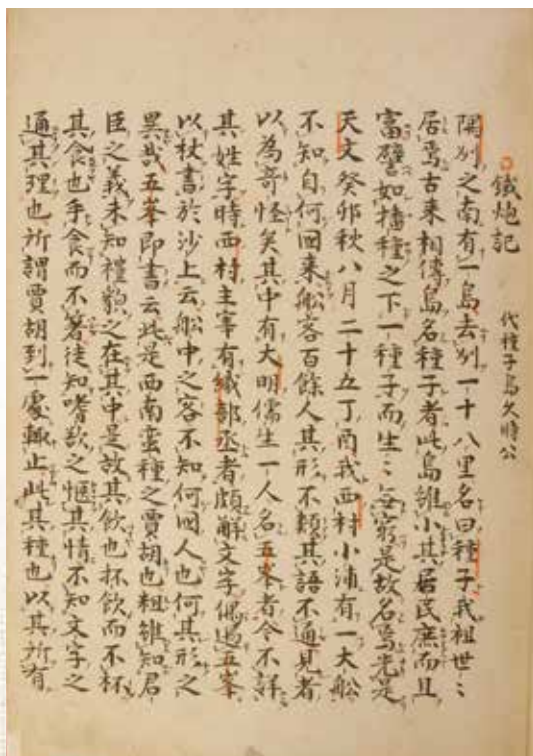 鐵炮記 代種子島久時公
隅州之南有一島去州一十八里名曰種子我祖世〻
居焉古来相傳島名種子者此島雖小其居民庶而且
富譬如播種之下一種子而生〻無窮是故名焉先是
天文癸卯秋八月二十五丁酉我西村小浦有一大船
不知自何國来船客百餘人其形不類其語不通見者
以為奇怪矣其中有大明儒生一人名五峯者今不詳
其姓字時西村主宰有織部丞者頗解文字偶遇五峯
以杖書於沙上云船中之客不知何國人也何其形之
異哉五峯即書云此是西南蠻種之賈胡也粗雖知君
臣之義未知禮貌之在其中是故其飲也抔飲而不杯
其食也手食而不箸徒知嗜欲之愜其情不知文字之
通其理也所謂賈胡到一處輙止此其種也以其所有